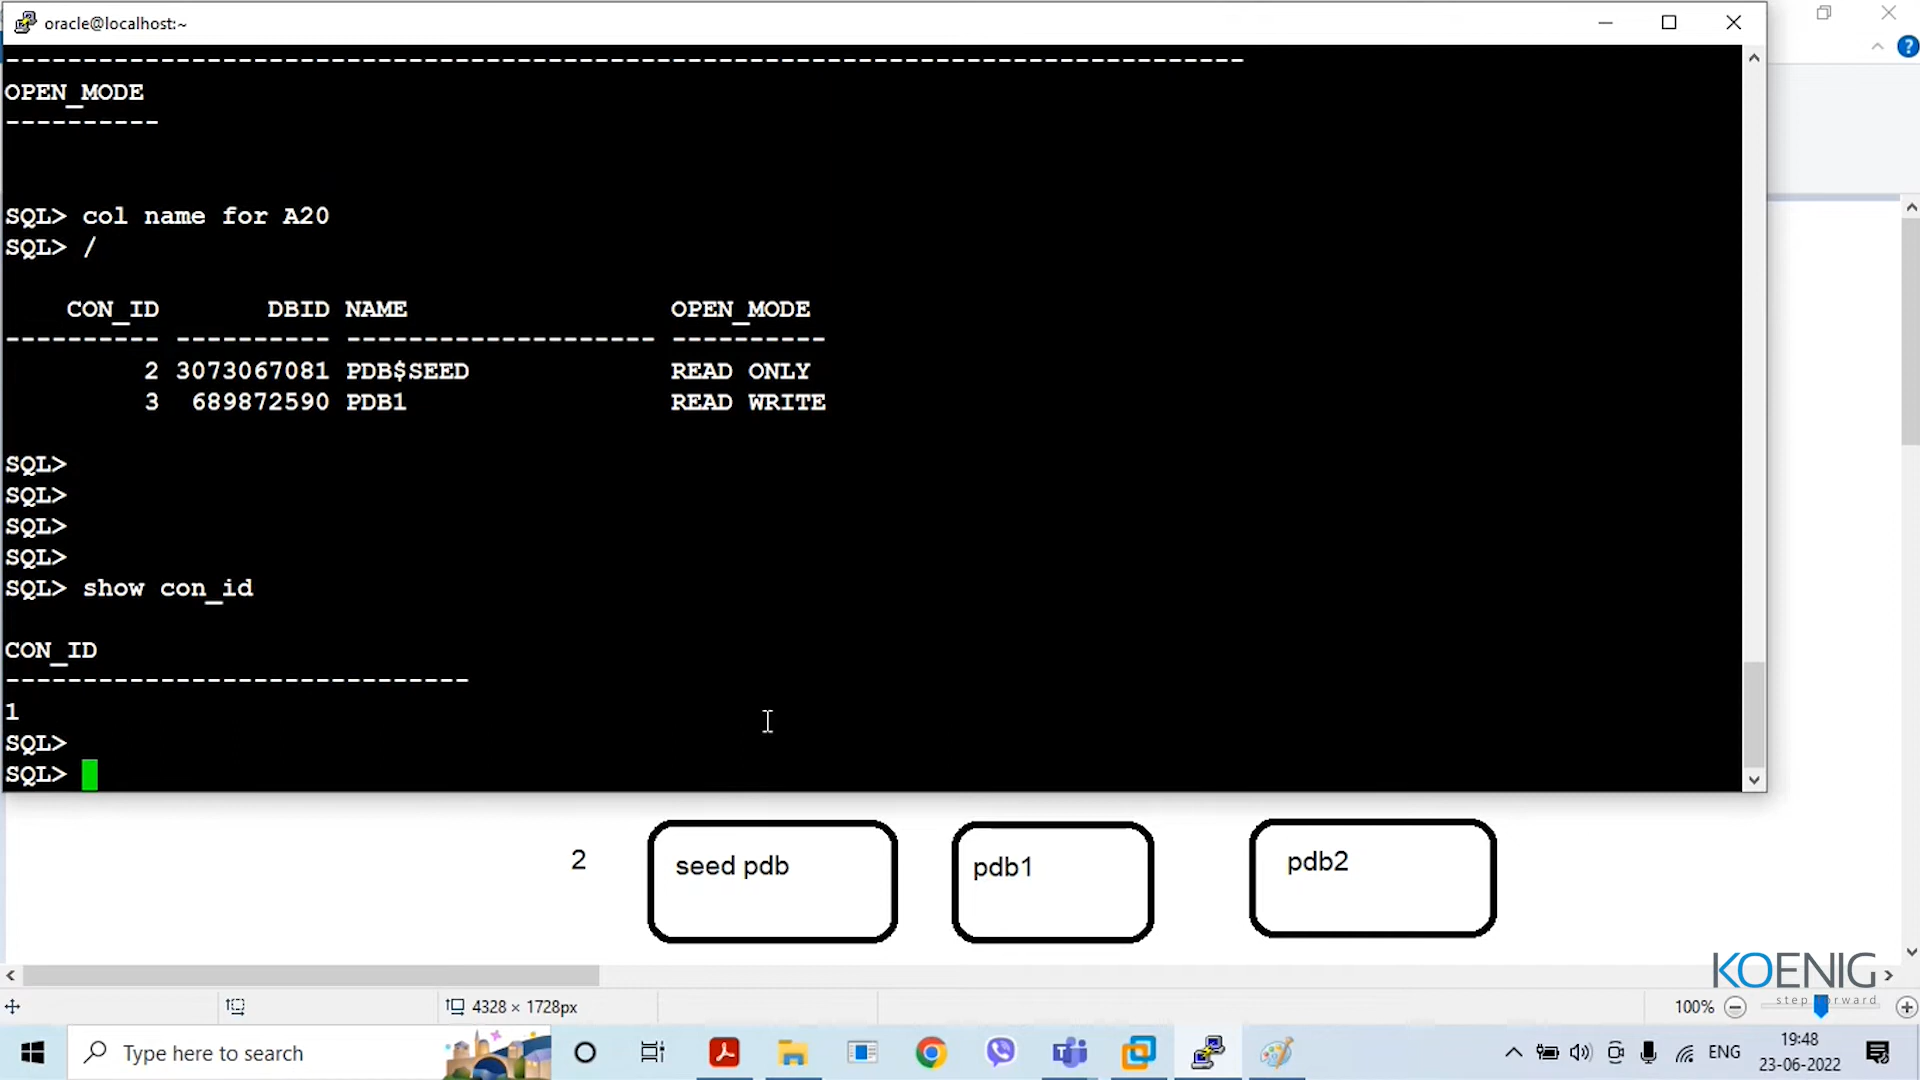 oracle@localhost:~
--------------------------------------------------------------------------------
OPEN_MODE
----------
SQL> col name for A20
SQL> /
CON_ID DBID NAME OPEN_MODE
---------- ---------- -------------------- ----------
2 3073067081 PDB$SEED READ ONLY
3 689872590 PDB1 READ WRITE
SQL>
SQL>
SQL>
SQL>
SQL> show con_id
CON_ID
------------------------------
1
SQL>
SQL>
2 seed pdb pdb1 pdb2
KOENIG
step forward
4328 × 1728px 100%
Type here to search
ENG
19:48
23-06-2022